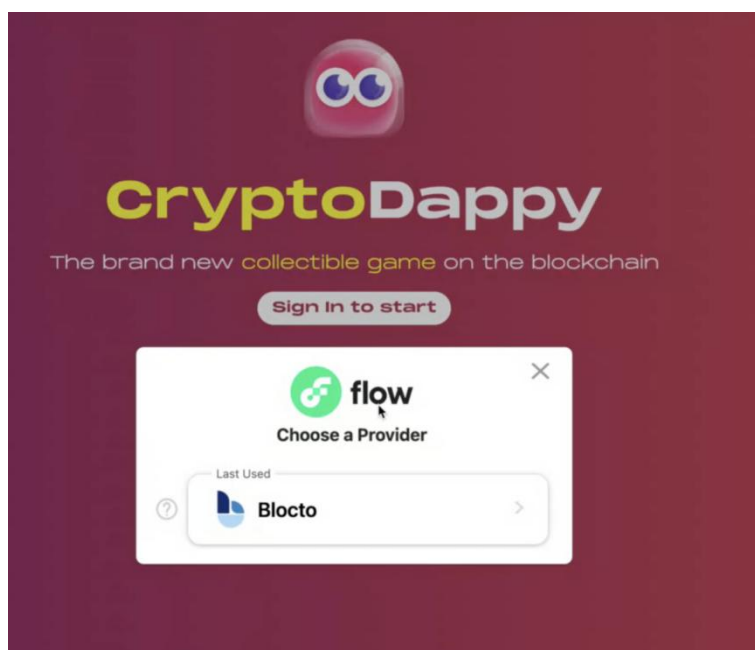 CryptoDappy
The brand new collectible game on the blockchain
Sign In to start
flow
Choose a Provider
Last Used
Blocto